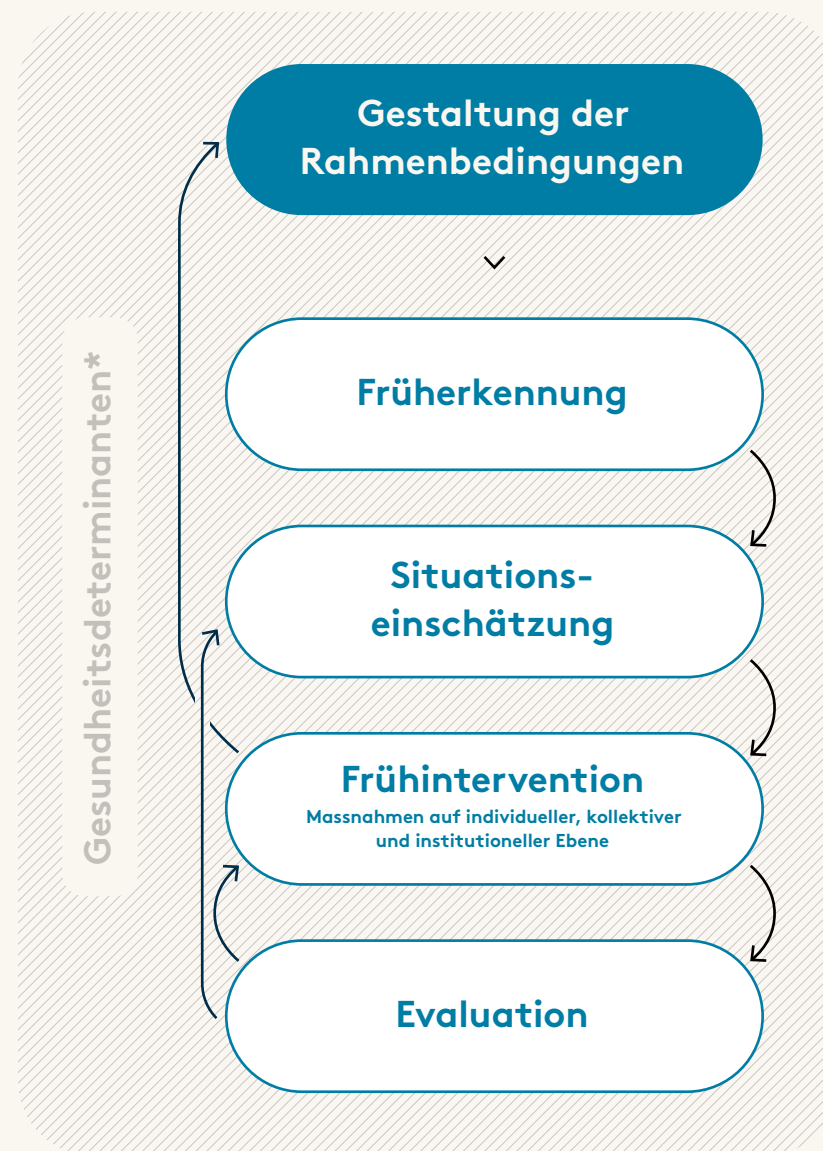 Gestaltung der
Rahmenbedingungen
Früherkennung
Situations-
einschätzung
Frühintervention
Massnahmen auf individueller, kollektiver
und institutioneller Ebene
Evaluation
Gesundheitsdeterminanten*